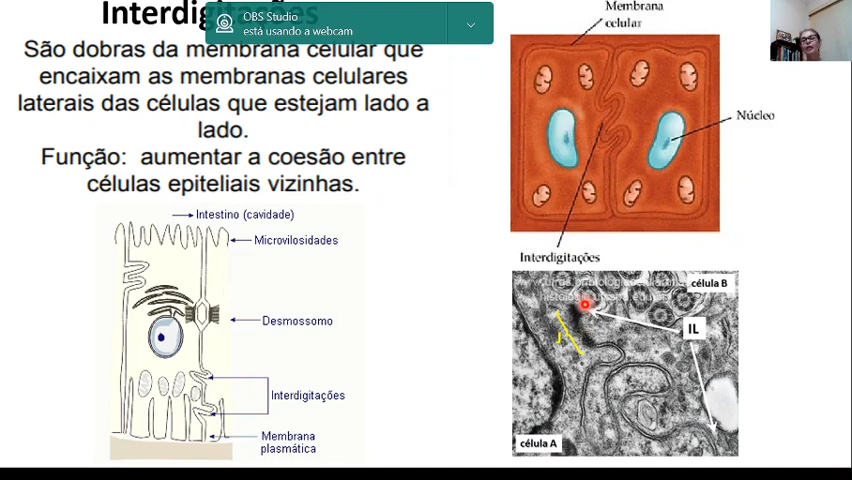 Interdigitações
OBS Studio
está usando a webcam
São dobras da membrana celular que
encaixam as membranas celulares
laterais das células que estejam lado a
lado.
Função: aumentar a coesão entre
células epiteliais vizinhas.
Intestino (cavidade)
Microvilosidades
Desmossomo
Interdigitações
Membrana
plasmática
Membrana
celular
Núcleo
Interdigitações
célula B
IL
célula A